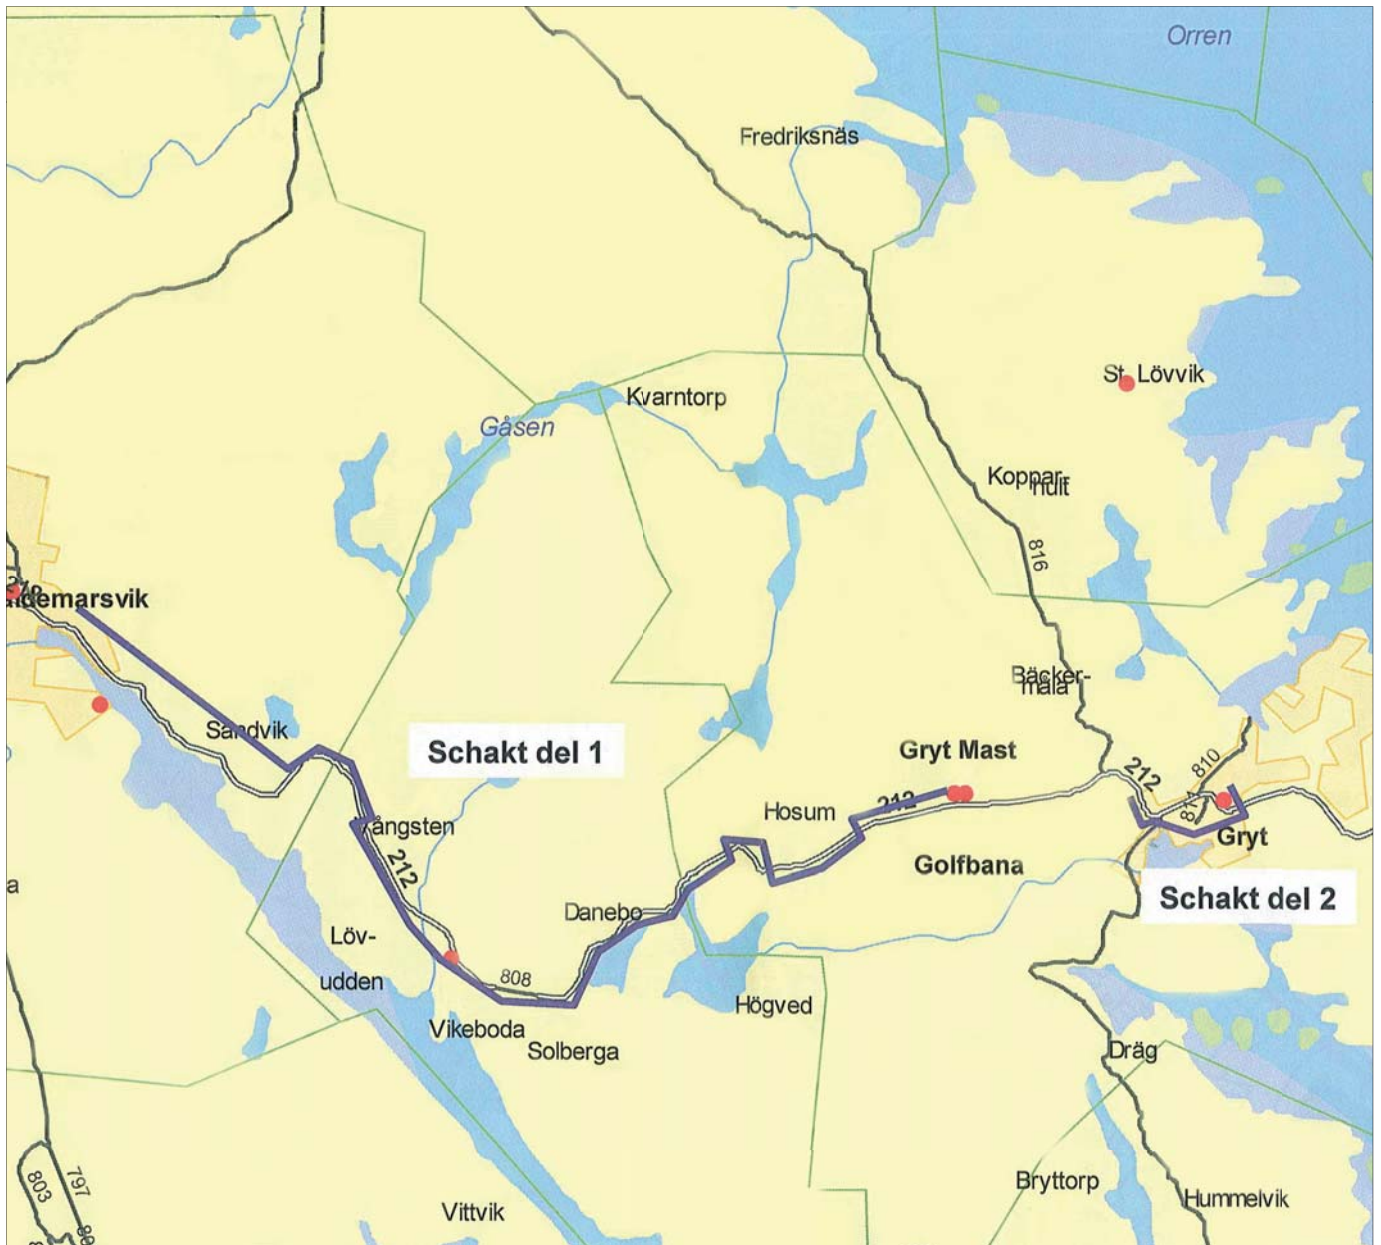 Orren
Fredriksnäs
St. Lövvik
Kvarntorp
Gåsen
Koppar-
hult
816
Valdemarsvik
Bäcker-
måla
Sandvik
Schakt del 1
Gryt Mast
212
810
Hosum
212
Vångsten
212
Gryt
Golfbana
Schakt del 2
Danebo
Löv-
udden
808
Högved
Vikeboda
Solberga
Dräg
Bryttorp
Hummelvik
797
803
Vittvik